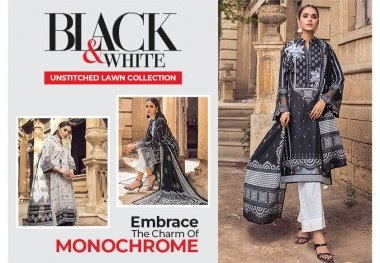 BLACK
& WHITE
UNSTITCHED LAWN COLLECTION
Embrace
The Charm Of
MONOCHROME